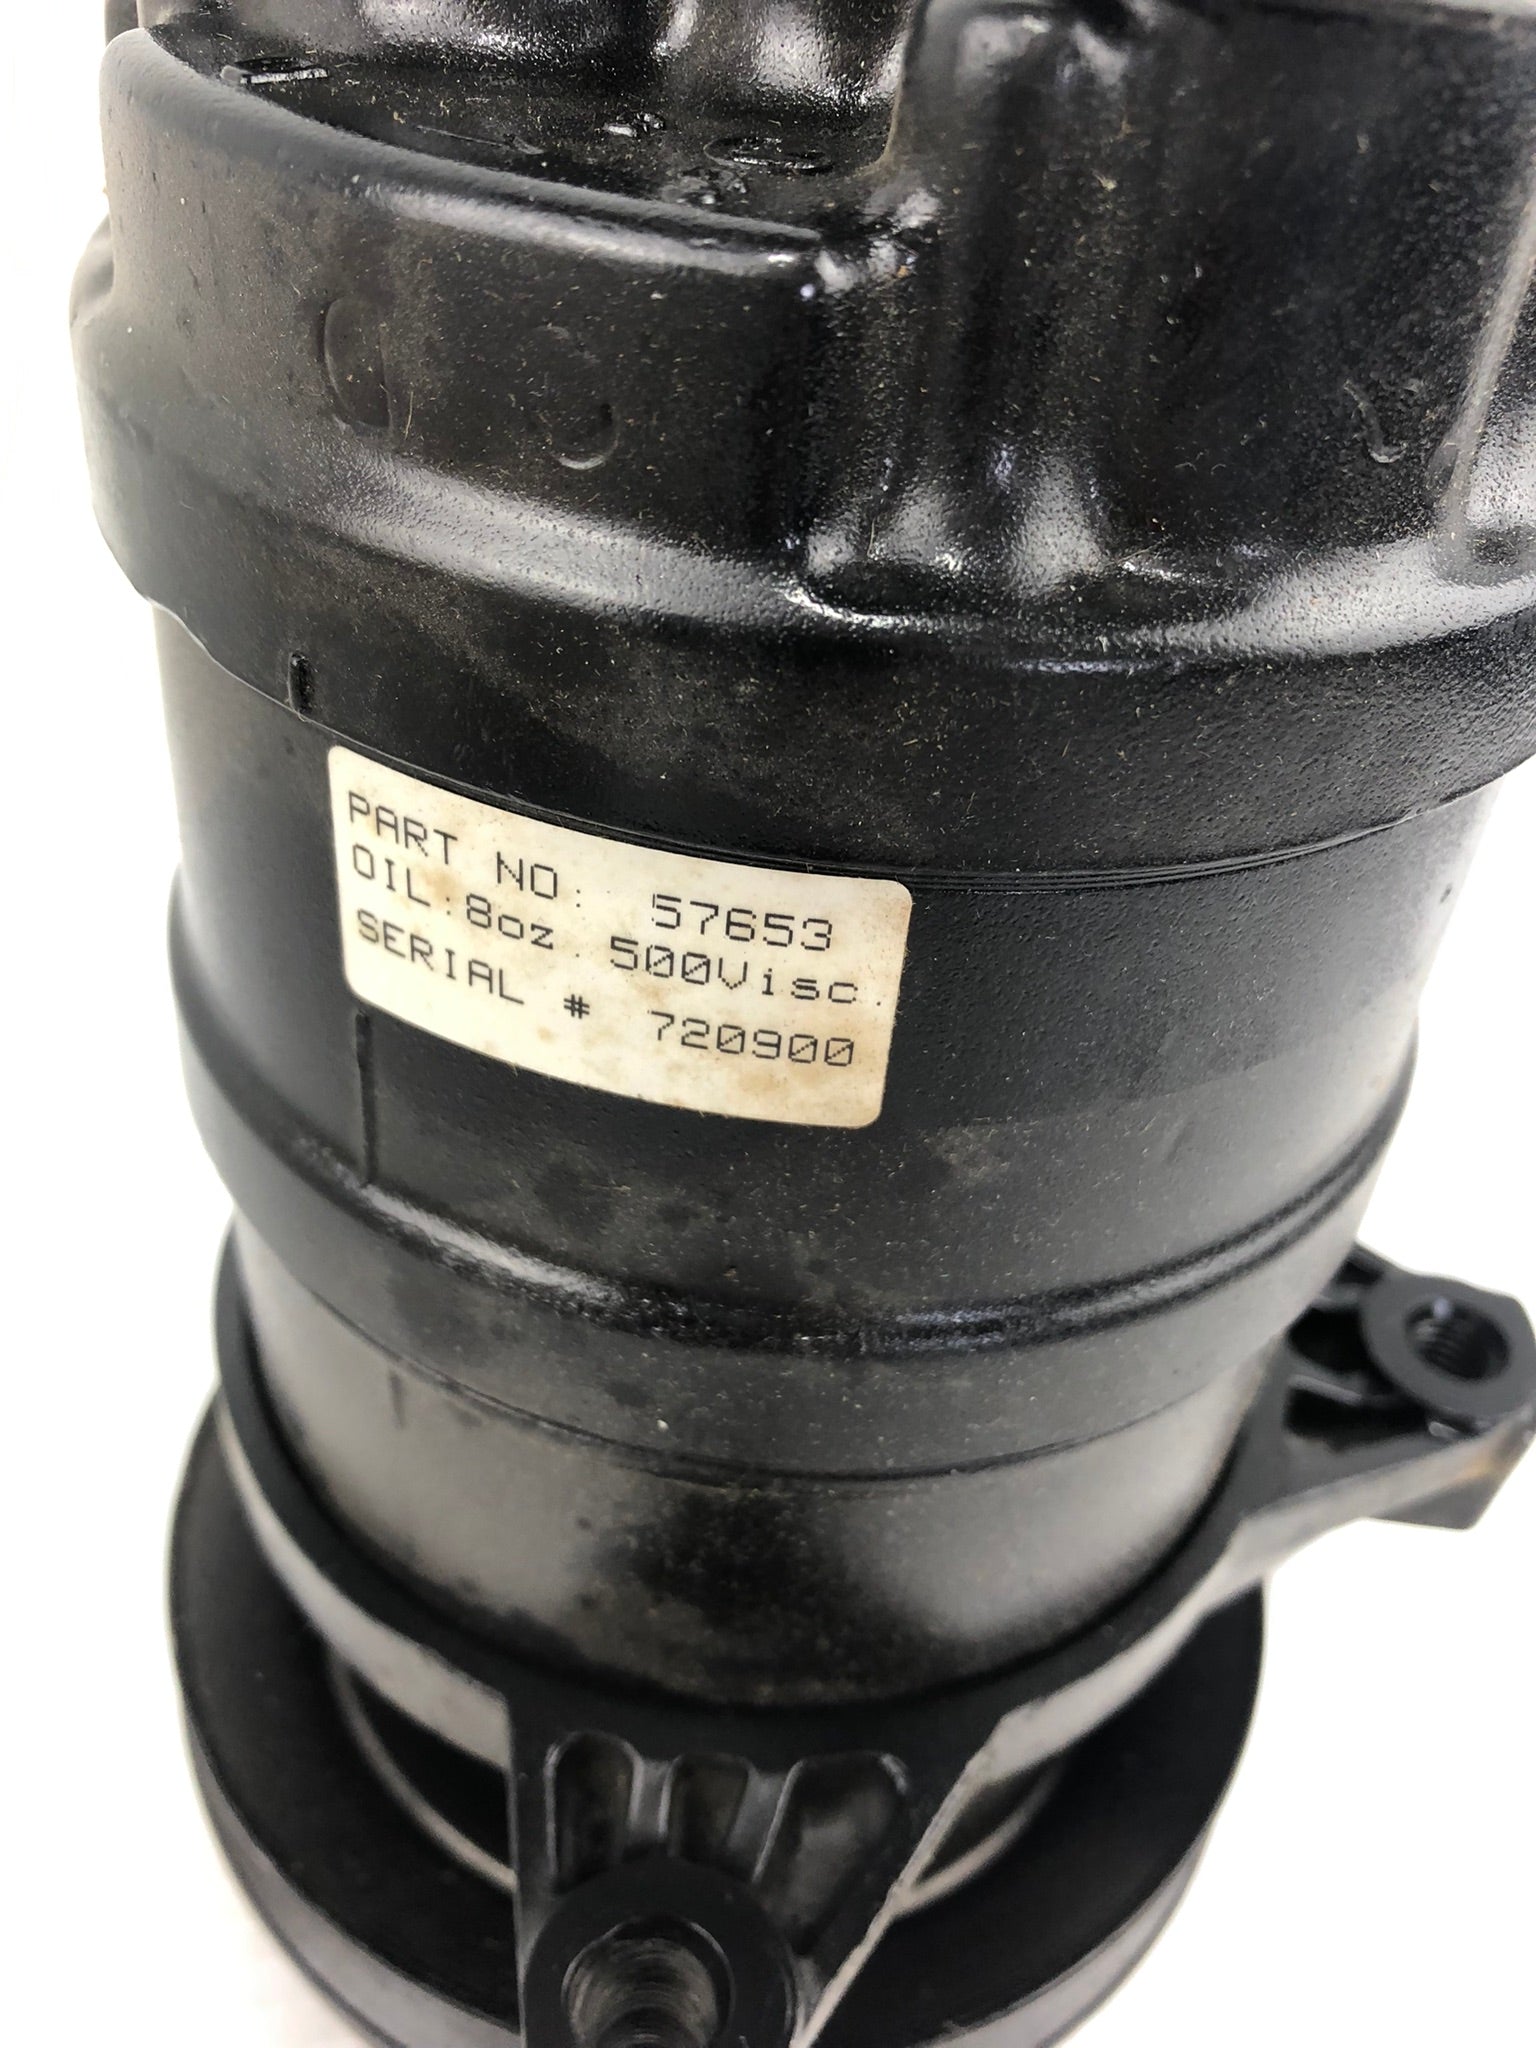 PART NO: 57653
OIL:8oz. 500Visc.
SERIAL # 720900